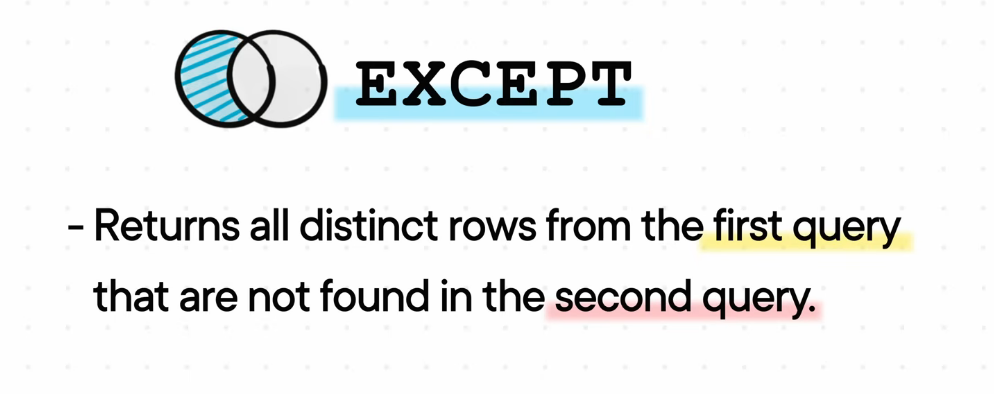 EXCEPT
- Returns all distinct rows from the first query
that are not found in the second query.